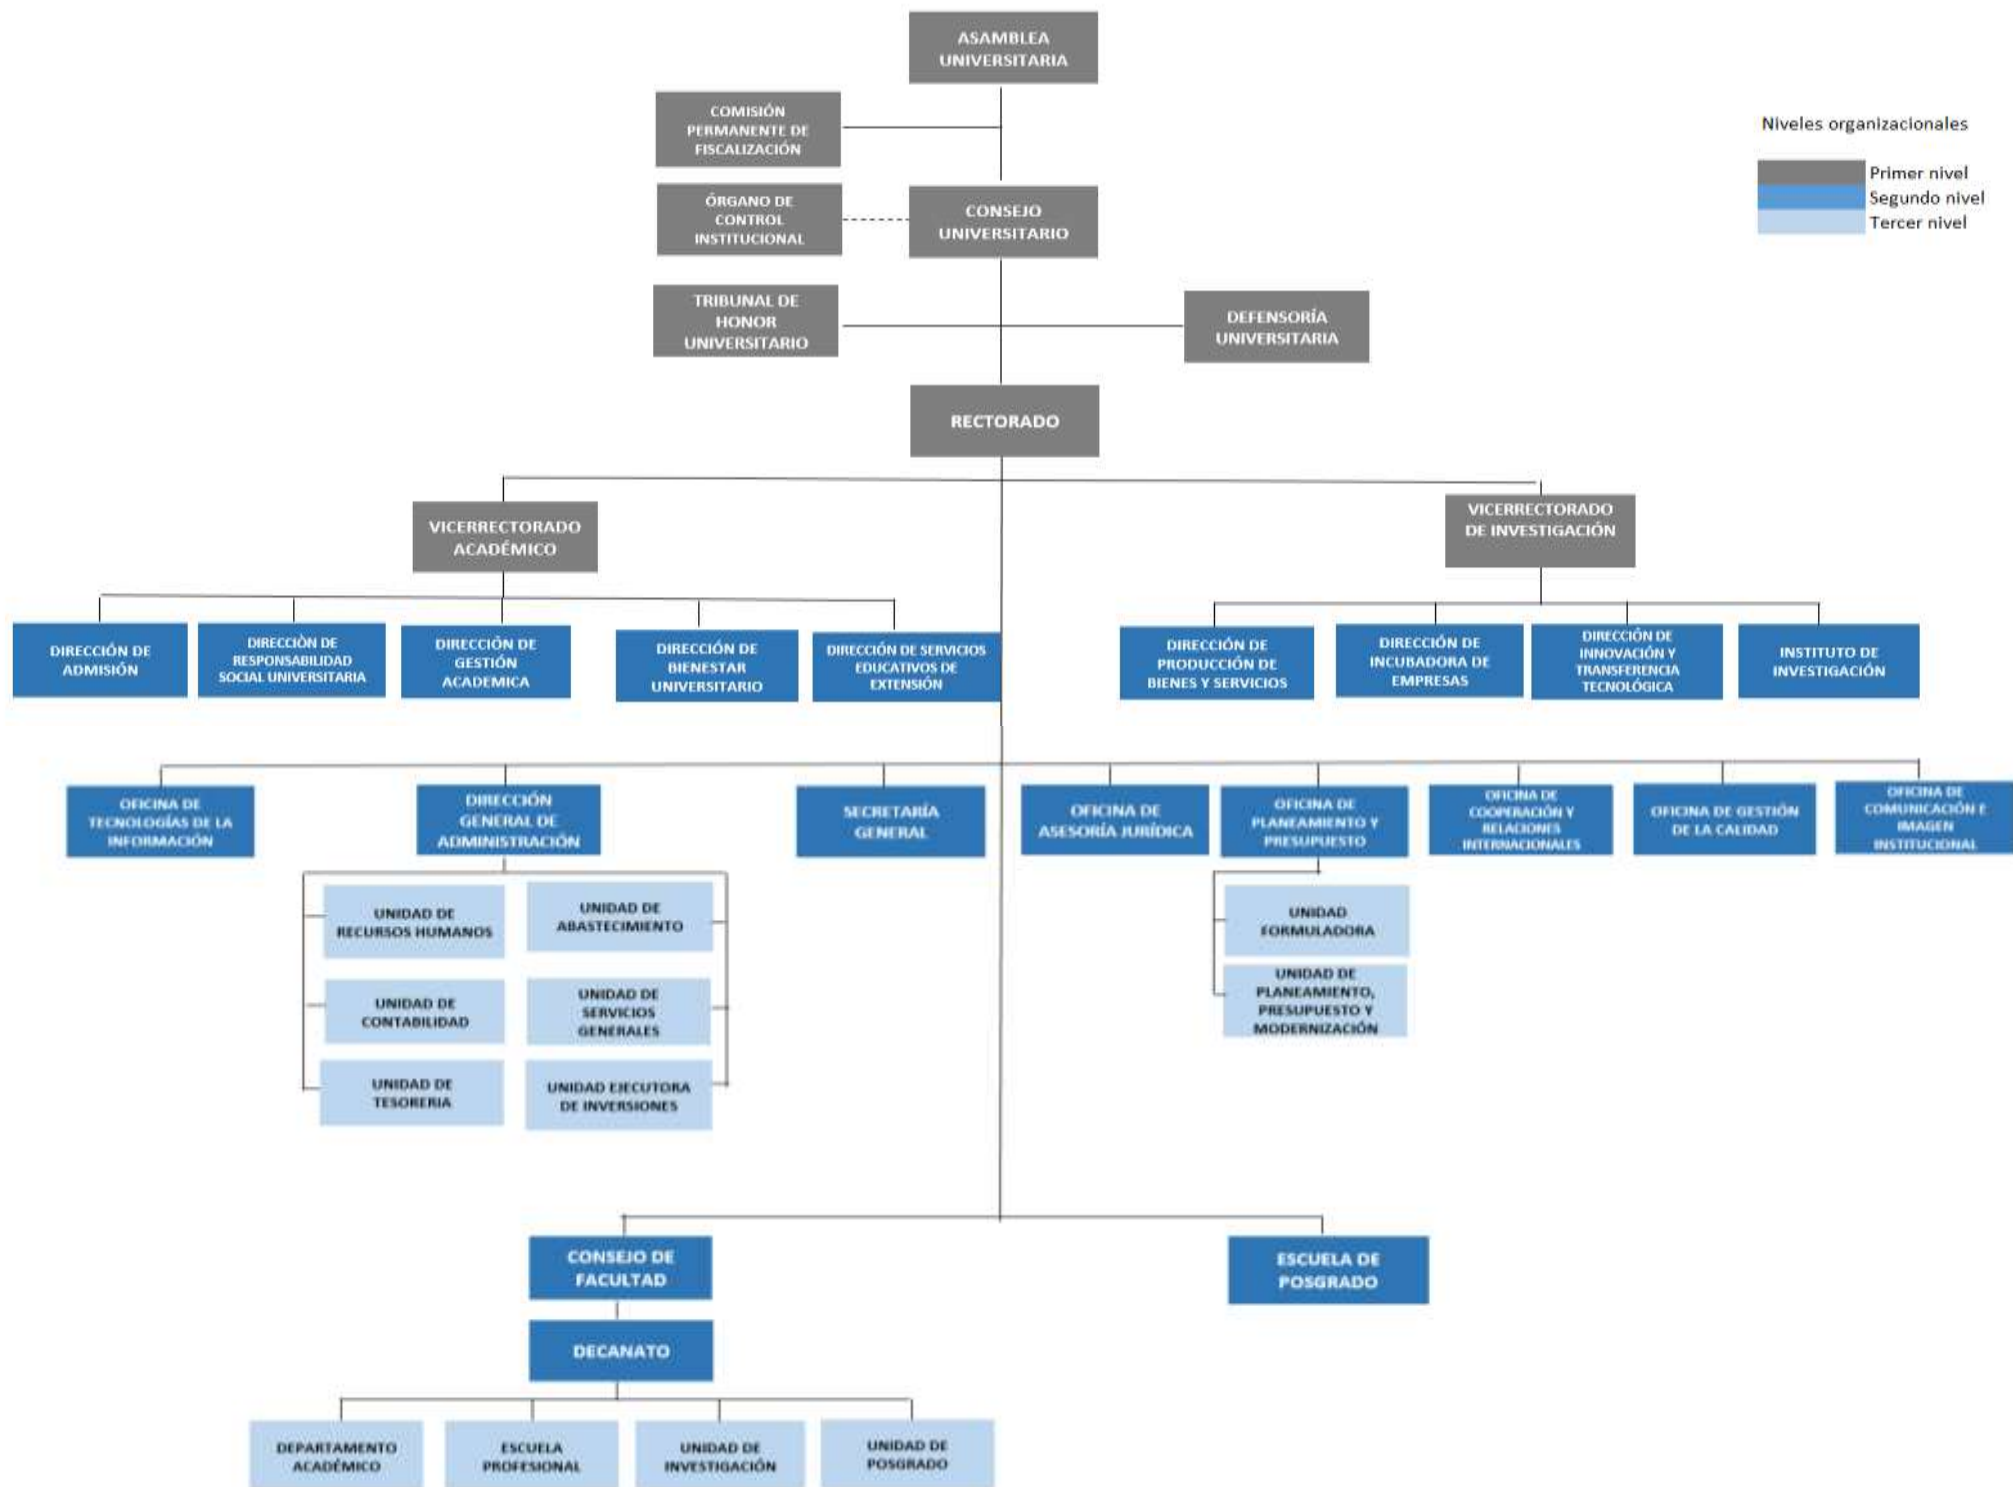 ASAMBLEA
UNIVERSITARIA
COMISIÓN
PERMANENTE DE
FISCALIZACIÓN
Niveles organizacionales
Primer nivel
Segundo nivel
Tercer nivel
ÓRGANO DE
CONTROL
INSTITUCIONAL
CONSEJO
UNIVERSITARIO
TRIBUNAL DE
HONOR
UNIVERSITARIO
DEFENSORÍA
UNIVERSITARIA
RECTORADO
VICERRECTORADO
ACADÉMICO
VICERRECTORADO
DE INVESTIGACIÓN
DIRECCIÓN DE
ADMISIÓN
DIRECCIÒN DE
RESPONSABILIDAD
SOCIAL UNIVERSITARIA
DIRECCIÓN DE
GESTIÓN
ACADEMICA
DIRECCIÓN DE
BIENESTAR
UNIVERSITARIO
DIRECCIÓN DE SERVICIOS
EDUCATIVOS DE
EXTENSIÓN
DIRECCIÓN DE
PRODUCCIÓN DE
BIENES Y SERVICIOS
DIRECCIÓN DE
INCUBADORA DE
EMPRESAS
DIRECCIÓN DE
INNOVACIÓN Y
TRANSFERENCIA
TECNOLÓGICA
INSTITUTO DE
INVESTIGACIÓN
OFICINA DE
TECNOLOGÍAS DE LA
INFORMACIÓN
DIRECCIÓN
GENERAL DE
ADMINISTRACIÓN
SECRETARÍA
GENERAL
OFICINA DE
ASESORÍA JURÍDICA
OFICINA DE
PLANEAMIENTO Y
PRESUPUESTO
OFICINA DE
COOPERACIÓN Y
RELACIONES
INTERNACIONALES
OFICINA DE GESTIÓN
DE LA CALIDAD
OFICINA DE
COMUNICACIÓN E
IMAGEN
INSTITUCIONAL
UNIDAD DE
RECURSOS HUMANOS
UNIDAD DE
ABASTECIMIENTO
UNIDAD
FORMULADORA
UNIDAD DE
CONTABILIDAD
UNIDAD DE
SERVICIOS
GENERALES
UNIDAD DE
PLANEAMIENTO,
PRESUPUESTO Y
MODERNIZACIÓN
UNIDAD DE
TESORERIA
UNIDAD EJECUTORA
DE INVERSIONES
CONSEJO DE
FACULTAD
ESCUELA DE
POSGRADO
DECANATO
DEPARTAMENTO
ACADÉMICO
ESCUELA
PROFESIONAL
UNIDAD DE
INVESTIGACIÓN
UNIDAD DE
POSGRADO